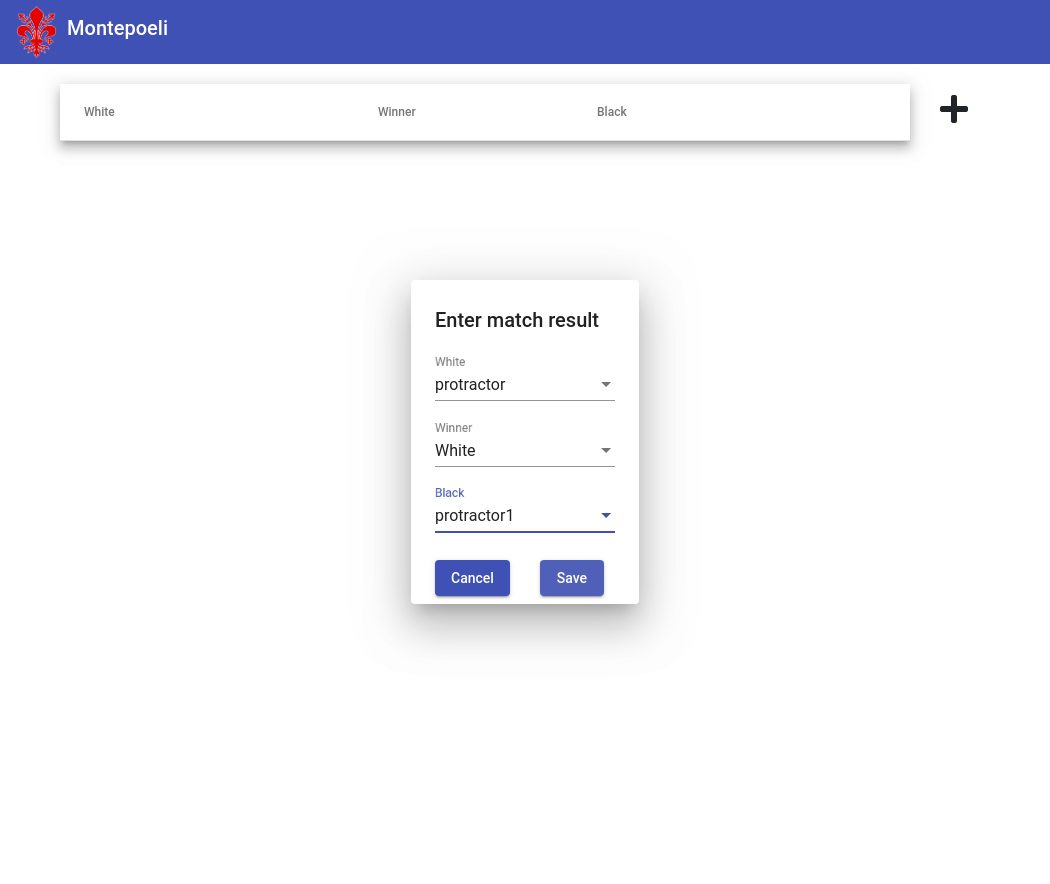 Montepoeli
White Winner Black
Enter match result
White
protractor
Winner
White
Black
protractor1
Cancel Save